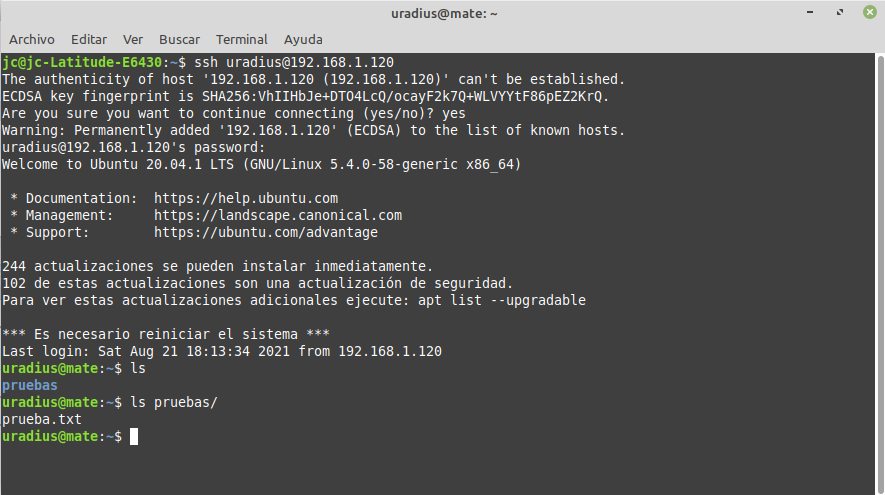 uradius@mate: ~
Archivo Editar Ver Buscar Terminal Ayuda
jc@jc-Latitude-E6430:~$ ssh uradius@192.168.1.120
The authenticity of host '192.168.1.120 (192.168.1.120)' can't be established.
ECDSA key fingerprint is SHA256:VhIIHbJe+DTO4LcQ/ocayF2k7Q+WLVYYtF86pEZ2KrQ.
Are you sure you want to continue connecting (yes/no)? yes
Warning: Permanently added '192.168.1.120' (ECDSA) to the list of known hosts.
uradius@192.168.1.120's password:
Welcome to Ubuntu 20.04.1 LTS (GNU/Linux 5.4.0-58-generic x86_64)
* Documentation:  https://help.ubuntu.com
* Management:     https://landscape.canonical.com
* Support:        https://ubuntu.com/advantage
244 actualizaciones se pueden instalar inmediatamente.
102 de estas actualizaciones son una actualización de seguridad.
Para ver estas actualizaciones adicionales ejecute: apt list --upgradable
*** Es necesario reiniciar el sistema ***
Last login: Sat Aug 21 18:13:34 2021 from 192.168.1.120
uradius@mate:~$ ls
pruebas
uradius@mate:~$ ls pruebas/
prueba.txt
uradius@mate:~$